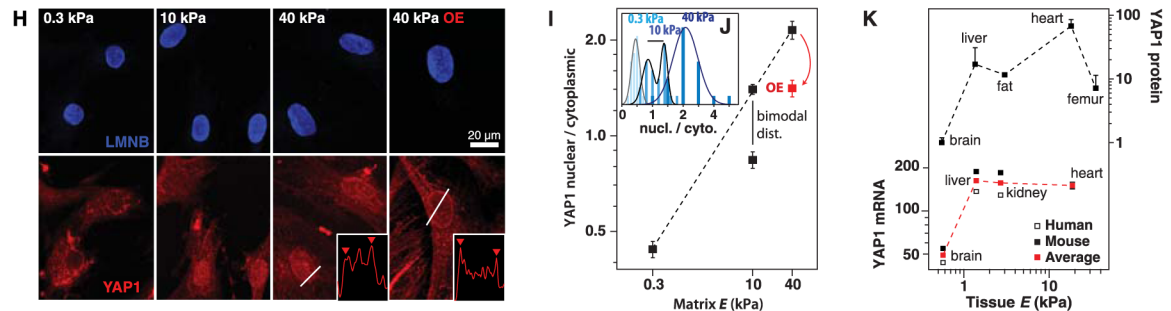 H
0.3 kPa
10 kPa
40 kPa
40 kPa OE
LMNB
20 μm
YAP1
I
YAP1 nuclear / cytoplasmic
2.0
1.0
0.5
0.3
10
40
Matrix E (kPa)
OE
bimodal
dist.
J
0.3 kPa
10 kPa
40 kPa
0 2 4
nucl. / cyto.
K
heart
liver
fat
femur
brain
100
10
1
YAP1 protein
200
100
50
YAP1 mRNA
liver
kidney
heart
brain
Human
Mouse
Average
1
10
Tissue E (kPa)